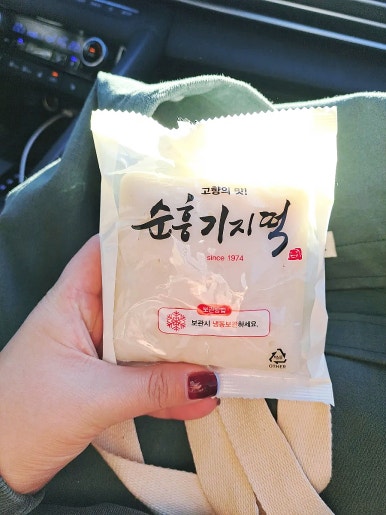 고향의 맛!
순흥기지떡
since 1974
보관방법
보관시 냉동보관하세요.
OTHER